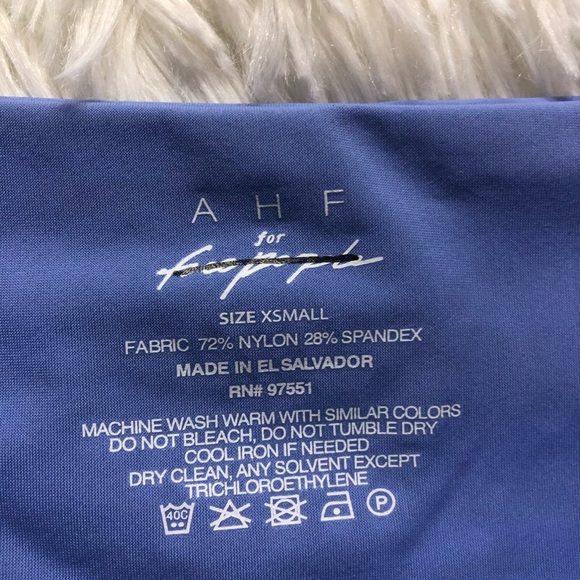 A H F
for
freepeople
SIZE XSMALL
FABRIC 72% NYLON 28% SPANDEX
MADE IN EL SALVADOR
RN# 97551
MACHINE WASH WARM WITH SIMILAR COLORS
DO NOT BLEACH, DO NOT TUMBLE DRY
COOL IRON IF NEEDED
DRY CLEAN, ANY SOLVENT EXCEPT
TRICHLOROETHYLENE
40C P